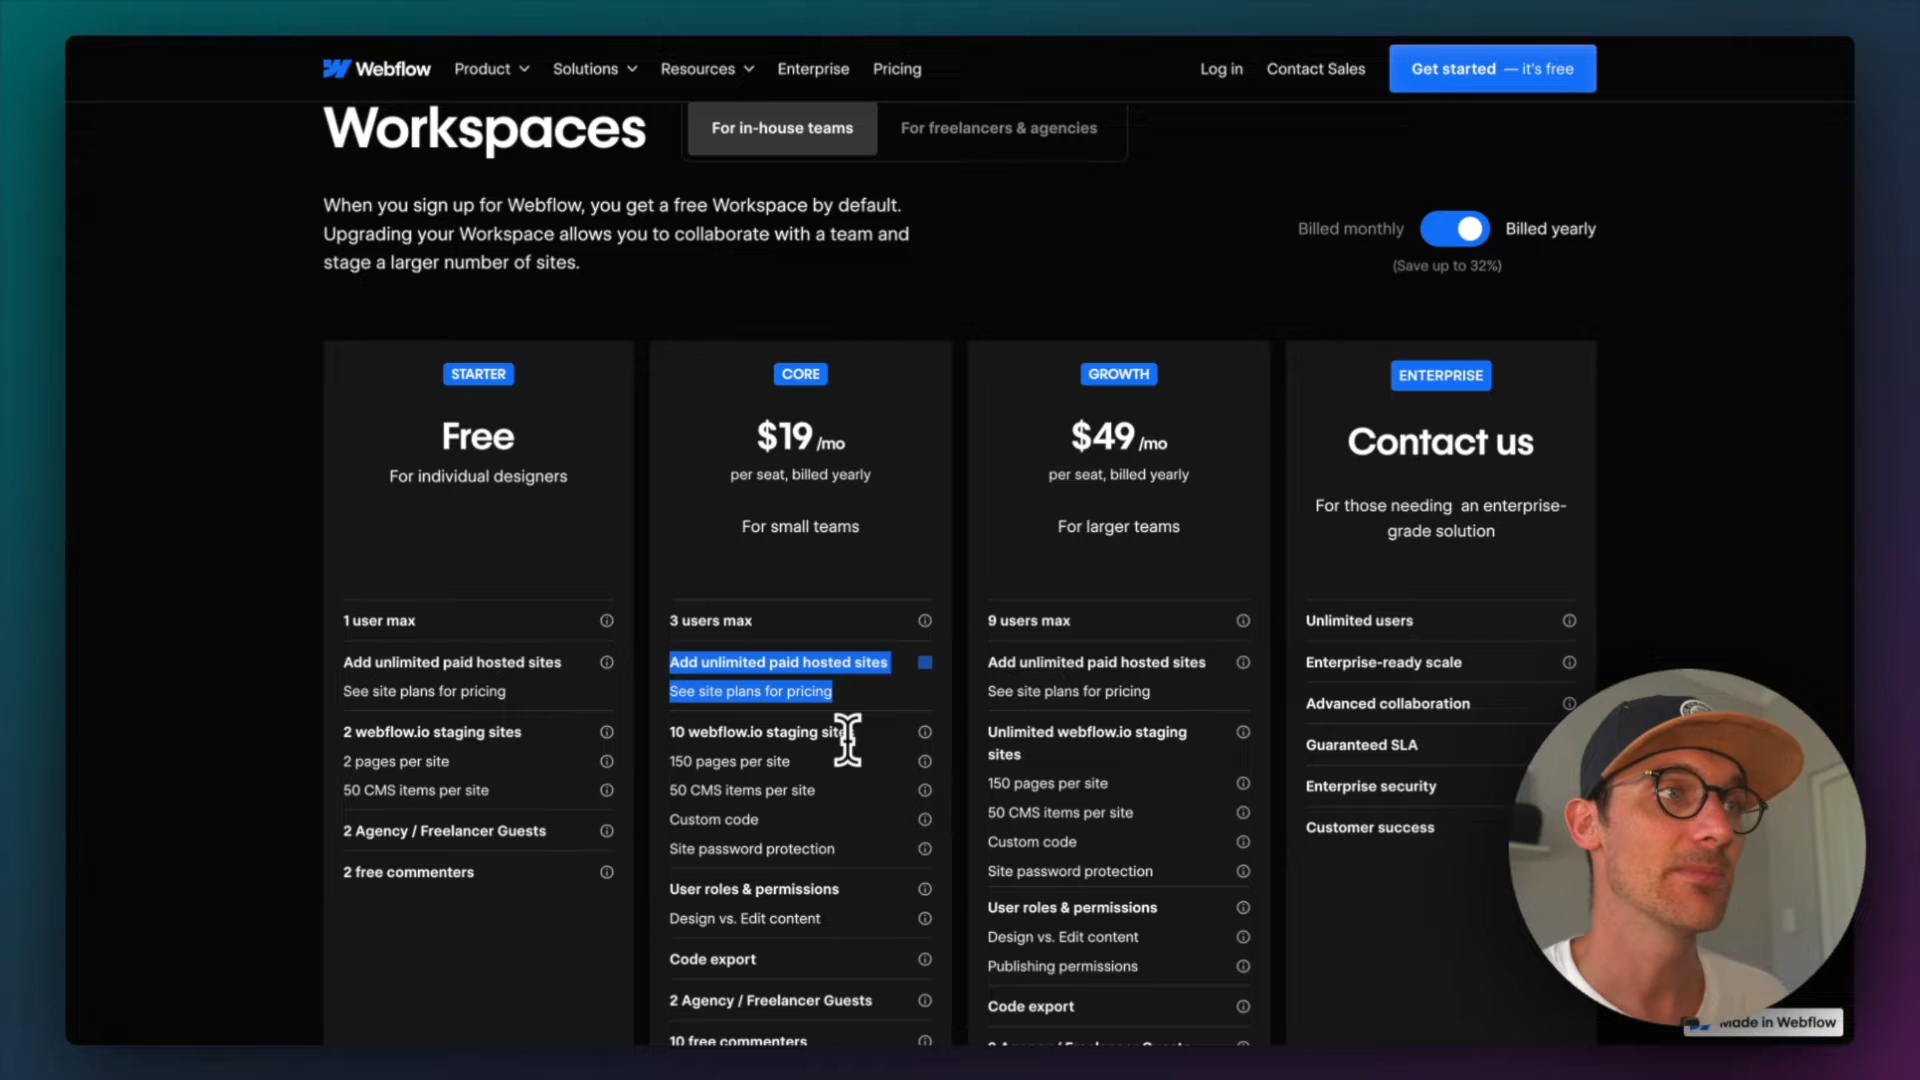 Webflow
Product
Solutions
Resources
Enterprise
Pricing
Log in
Contact Sales
Get started — it's free
Workspaces
For in-house teams
For freelancers & agencies
When you sign up for Webflow, you get a free Workspace by default.
Upgrading your Workspace allows you to collaborate with a team and
stage a larger number of sites.
Billed monthly
Billed yearly
(Save up to 32%)
STARTER
Free
For individual designers
1 user max
Add unlimited paid hosted sites
See site plans for pricing
2 webflow.io staging sites
2 pages per site
50 CMS items per site
2 Agency / Freelancer Guests
2 free commenters
CORE
$19 /mo
per seat, billed yearly
For small teams
3 users max
Add unlimited paid hosted sites
See site plans for pricing
10 webflow.io staging sites
150 pages per site
50 CMS items per site
Custom code
Site password protection
User roles & permissions
Design vs. Edit content
Code export
2 Agency / Freelancer Guests
10 free commenters
GROWTH
$49 /mo
per seat, billed yearly
For larger teams
9 users max
Add unlimited paid hosted sites
See site plans for pricing
Unlimited webflow.io staging
sites
150 pages per site
50 CMS items per site
Custom code
Site password protection
User roles & permissions
Design vs. Edit content
Publishing permissions
Code export
ENTERPRISE
Contact us
For those needing an enterprise-
grade solution
Unlimited users
Enterprise-ready scale
Advanced collaboration
Guaranteed SLA
Enterprise security
Customer success
Made in Webflow